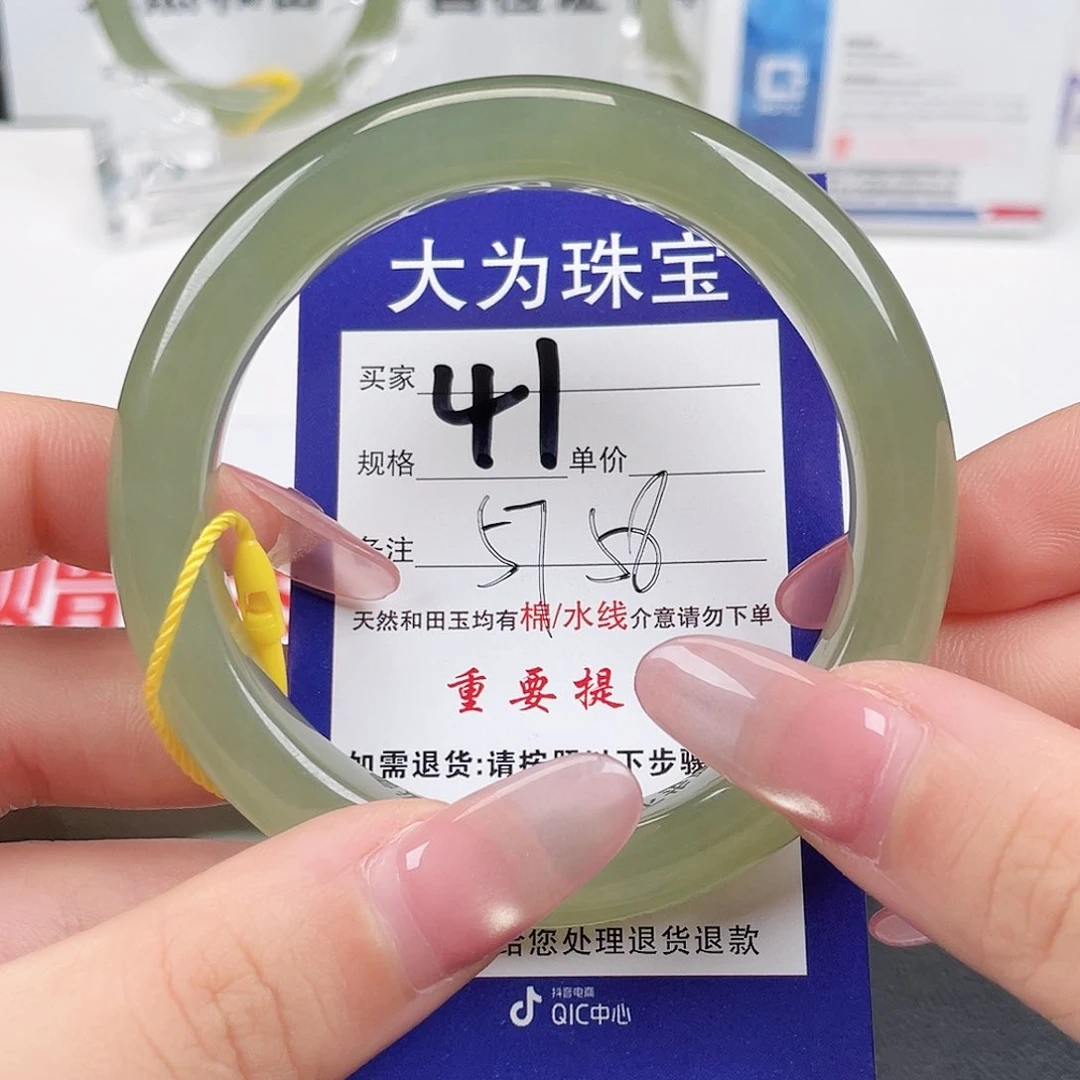 大为珠宝
买家
41
规格 单价
备注 57 58
天然和田玉均有棉/水线介意请勿下单
重要提
如需退货:请按照以下步骤
给您处理退货退款
抖音电商
QIC中心